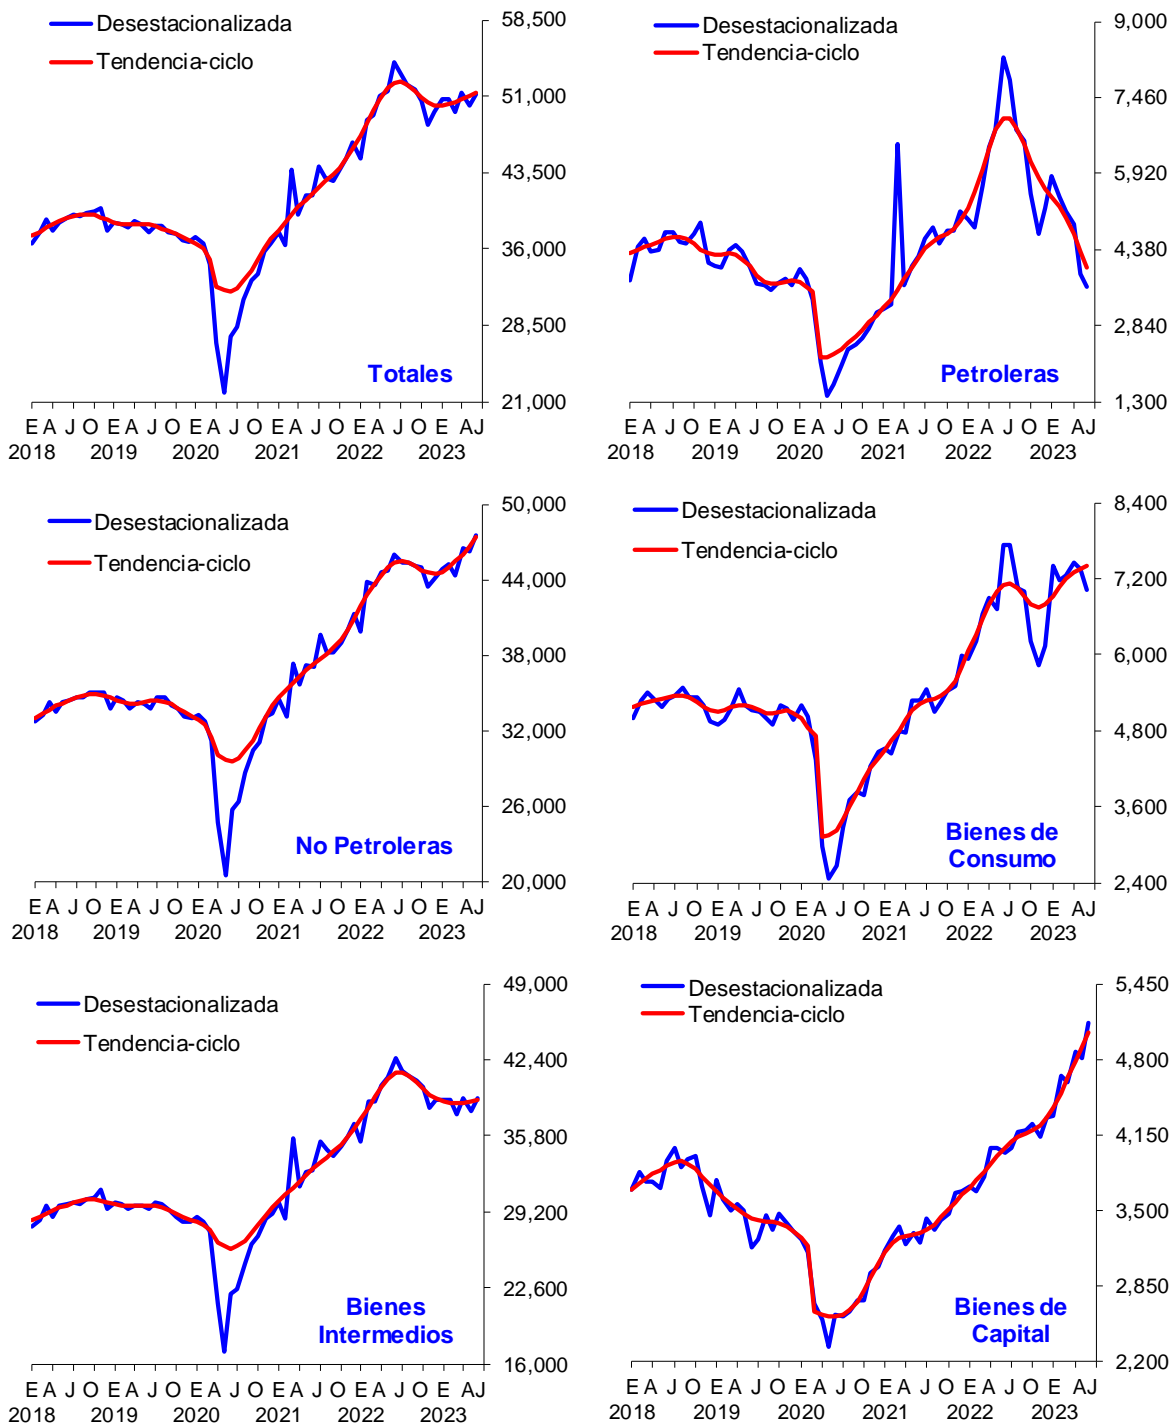 Desestacionalizada
Tendencia-ciclo
58,500
51,000
43,500
36,000
28,500
21,000
Totales
E A J O E A J O E A J O E A J O E A J O E AJ
2018 2019 2020 2021 2022 2023
Desestacionalizada
Tendencia-ciclo
9,000
7,460
5,920
4,380
2,840
1,300
Petroleras
E A J O E A J O E A J O E A J O E A J O E AJ
2018 2019 2020 2021 2022 2023
Desestacionalizada
Tendencia-ciclo
50,000
44,000
38,000
32,000
26,000
20,000
No Petroleras
E A J O E A J O E A J O E A J O E A J O E AJ
2018 2019 2020 2021 2022 2023
Desestacionalizada
Tendencia-ciclo
8,400
7,200
6,000
4,800
3,600
2,400
Bienes de
Consumo
E A J O E A J O E A J O E A J O E A J O E AJ
2018 2019 2020 2021 2022 2023
Desestacionalizada
Tendencia-ciclo
49,000
42,400
35,800
29,200
22,600
16,000
Bienes
Intermedios
E A J O E A J O E A J O E A J O E A J O E AJ
2018 2019 2020 2021 2022 2023
Desestacionalizada
Tendencia-ciclo
5,450
4,800
4,150
3,500
2,850
2,200
Bienes de
Capital
E A J O E A J O E A J O E A J O E A J O E AJ
2018 2019 2020 2021 2022 2023